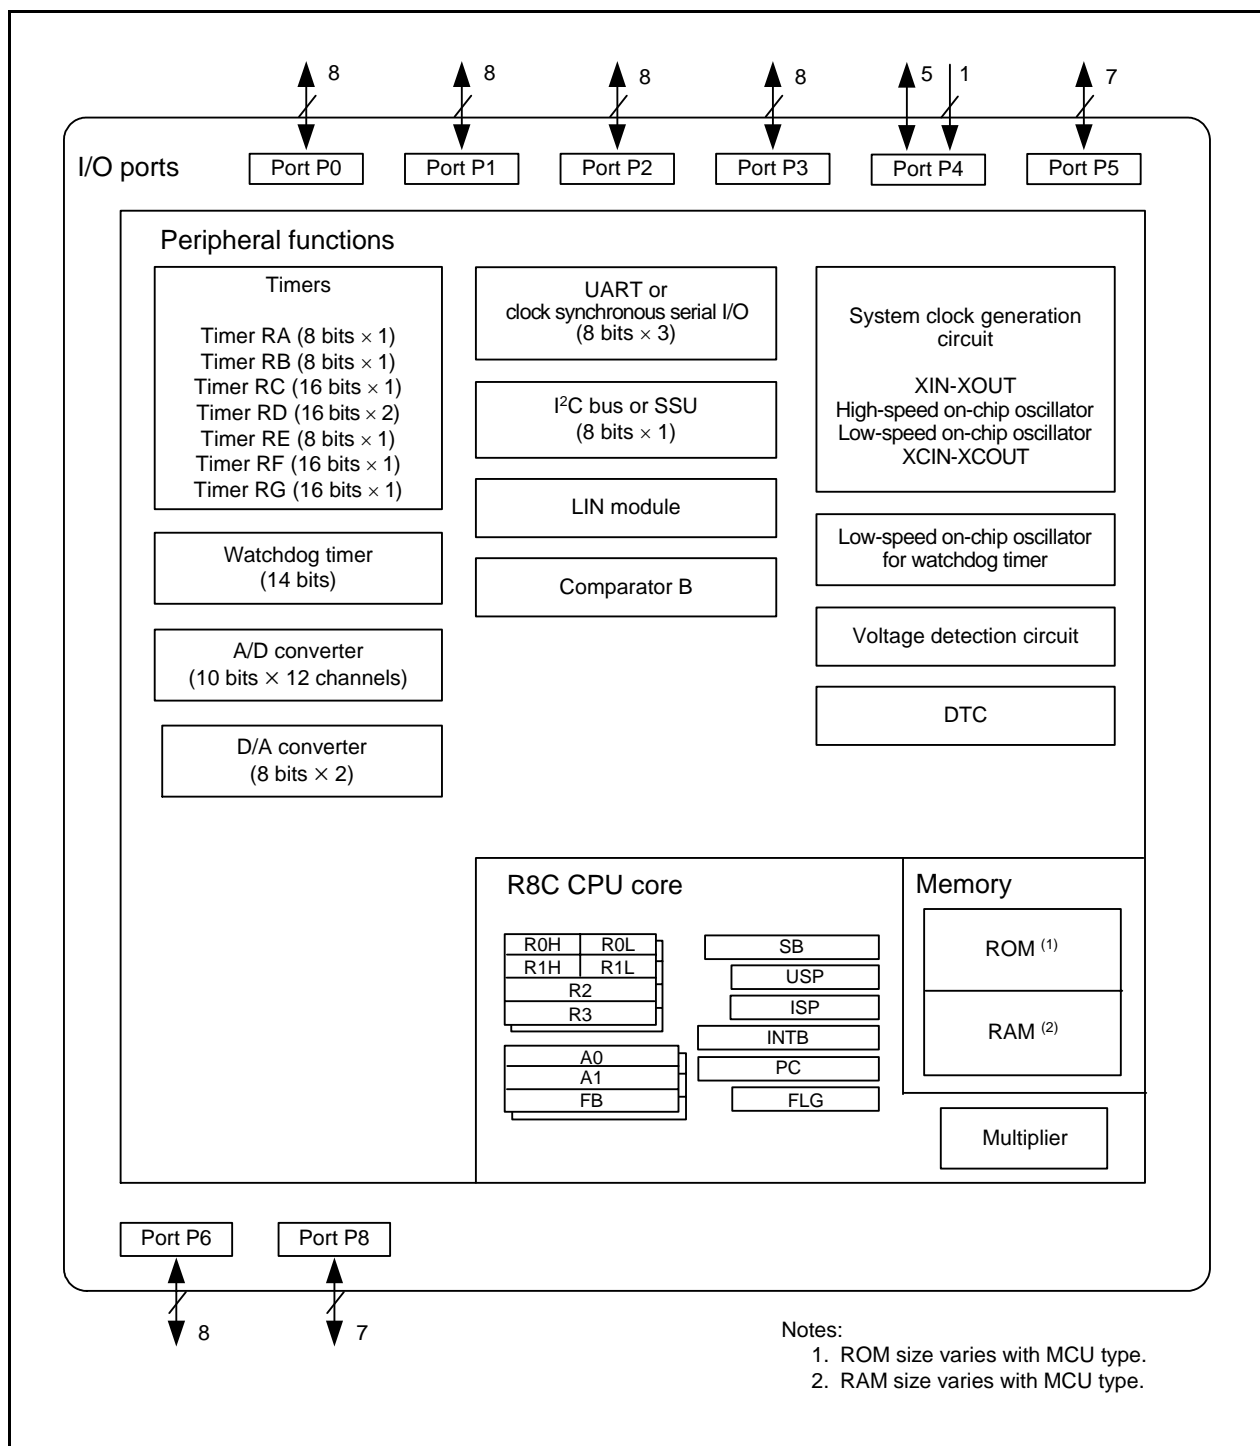 8
8
8
8
5
1
7
I/O ports
Port P0
Port P1
Port P2
Port P3
Port P4
Port P5
Peripheral functions
Timers
Timer RA (8 bits × 1)
Timer RB (8 bits × 1)
Timer RC (16 bits × 1)
Timer RD (16 bits × 2)
Timer RE (8 bits × 1)
Timer RF (16 bits × 1)
Timer RG (16 bits × 1)
Watchdog timer
(14 bits)
A/D converter
(10 bits × 12 channels)
D/A converter
(8 bits × 2)
UART or
clock synchronous serial I/O
(8 bits × 3)
I²C bus or SSU
(8 bits × 1)
LIN module
Comparator B
System clock generation
circuit
XIN-XOUT
High-speed on-chip oscillator
Low-speed on-chip oscillator
XCIN-XCOUT
Low-speed on-chip oscillator
for watchdog timer
Voltage detection circuit
DTC
R8C CPU core
R0H
R0L
R1H
R1L
R2
R3
A0
A1
FB
SB
USP
ISP
INTB
PC
FLG
Memory
ROM (1)
RAM (2)
Multiplier
Port P6
Port P8
8
7
Notes:
1. ROM size varies with MCU type.
2. RAM size varies with MCU type.